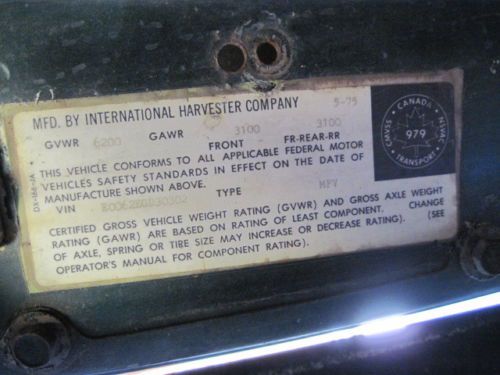 MFD. BY INTERNATIONAL HARVESTER COMPANY 5-75
GVWR 6200 GAWR 3100 3100
FRONT FR-REAR-RR
THIS VEHICLE CONFORMS TO ALL APPLICABLE FEDERAL MOTOR
VEHICLES SAFETY STANDARDS IN EFFECT ON THE DATE OF
MANUFACTURE SHOWN ABOVE.
VIN TYPE MPV
CERTIFIED GROSS VEHICLE WEIGHT RATING (GVWR) AND GROSS AXLE WEIGHT
RATING (GAWR) ARE BASED ON RATING OF LEAST COMPONENT. CHANGE
OF AXLE, SPRING OR TIRE SIZE MAY INCREASE OR DECREASE RATING). (SEE
OPERATOR'S MANUAL FOR COMPONENT RATING).
CANADA
979
TRANSPORT
CMVSS
NSVAC